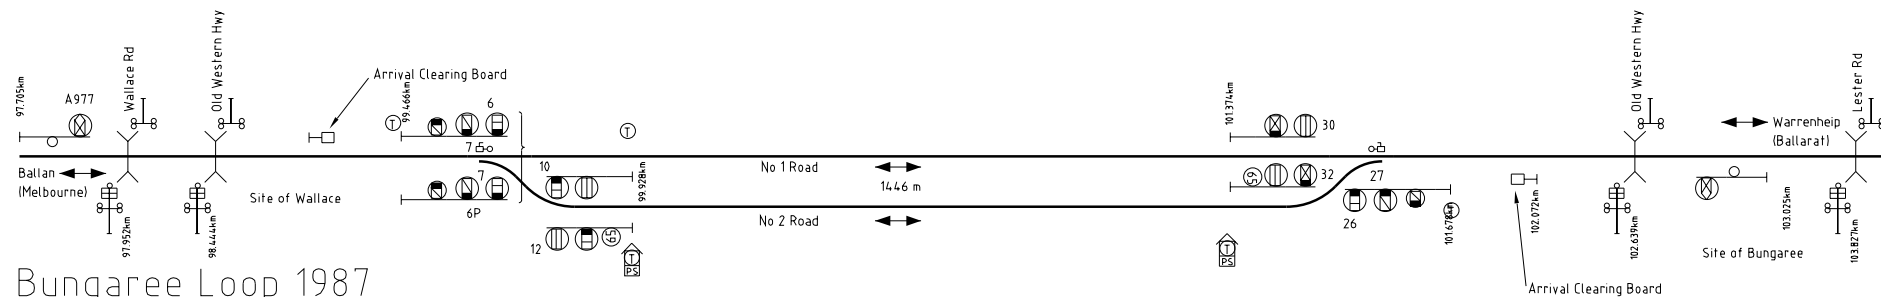 97.705km
A977
Wallace Rd
Old Western Hwy
Arrival Clearing Board
T
99.466km
6
T
7
10
99.928km
No 1 Road
1446 m
101.374km
30
65
32
27
Old Western Hwy
Warrenheip
(Ballarat)
Lester Rd
Ballan
(Melbourne)
97.952km
98.444km
Site of Wallace
6P
7
12
65
T
PS
No 2 Road
T
PS
26
101.678km
102.072km
102.639km
Site of Bungaree
103.025km
103.827km
Arrival Clearing Board
Bungaree Loop 1987